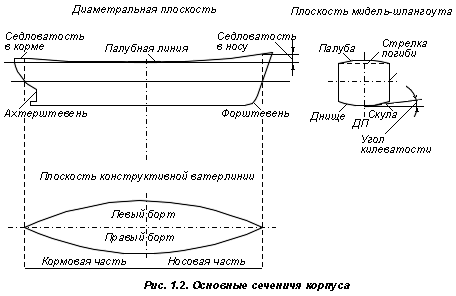 Диаметральная плоскость
Плоскость мидель-шпангоута
Седловатость
в корме
Палубная линия
Седловатость
в носу
Палуба
Стрелка
погиби
Ахтерштевень
Форштевень
Днище
ДП
Скула
Угол
килеватости
Плоскость конструктивной ватерлинии
Левый борт
Правый борт
Кормовая часть
Носовая часть
Рис. 1.2. Основные сеченичя корпуса